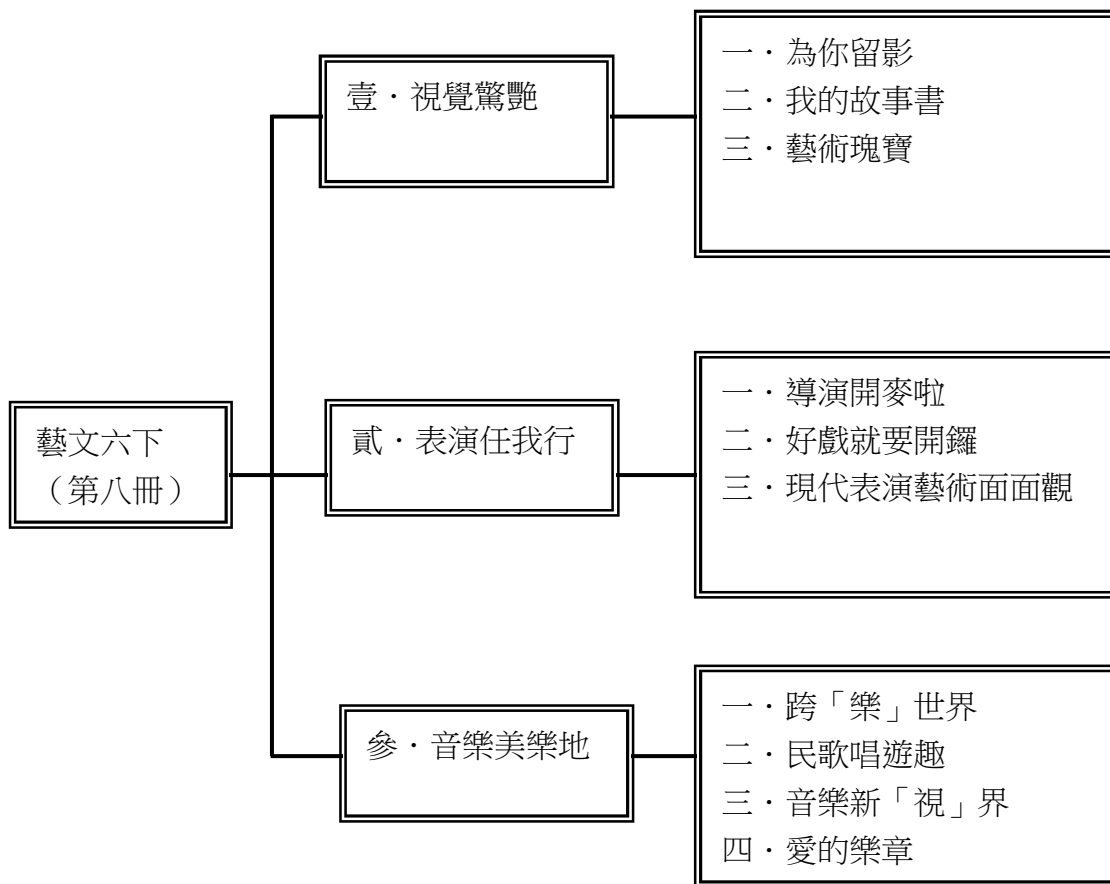 藝文六下
（第八冊）
壹．視覺驚艷
一．為你留影
二．我的故事書
三．藝術瑰寶
貳．表演任我行
一．導演開麥啦
二．好戲就要開鑼
三．現代表演藝術面面觀
參．音樂美樂地
一．跨「樂」世界
二．民歌唱遊趣
三．音樂新「視」界
四．愛的樂章